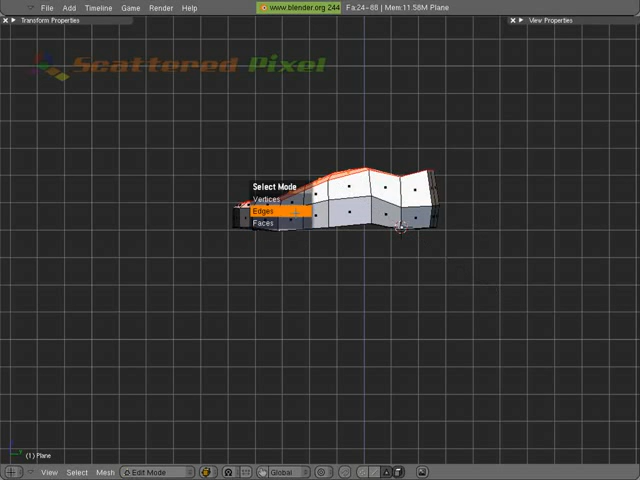 File Add Timeline Game Render Help www.blender.org 244 Fa:24-88 | Mem:11.58M Plane
Transform Properties View Properties
Scattered Pixel
Select Mode
Vertices
Edges
Faces
(1) Plane
View Select Mesh Edit Mode Global